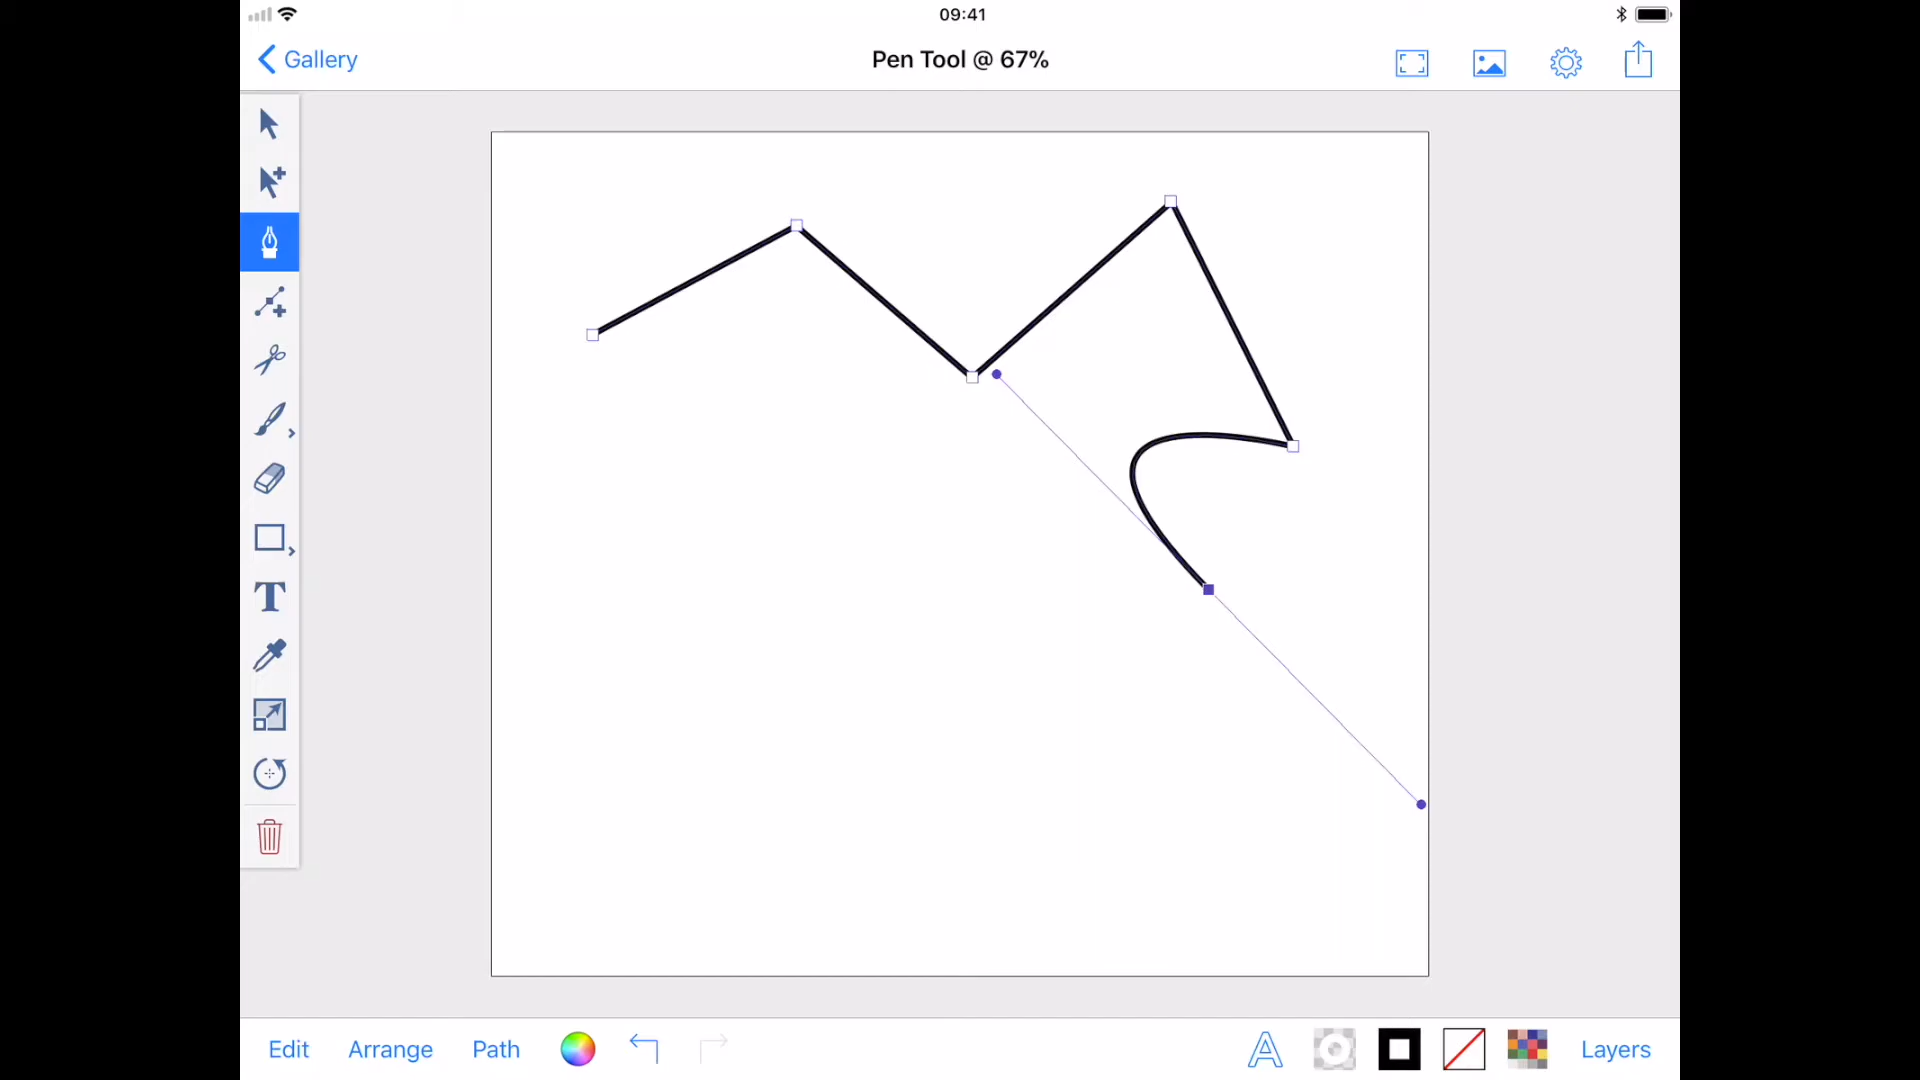 09:41
Gallery
Pen Tool @ 67%
T
Edit
Arrange
Path
A
Layers